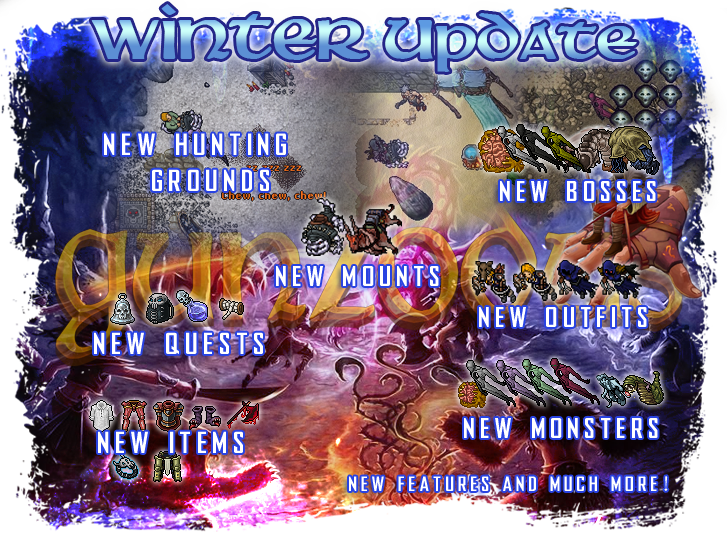 Winter Update
NEW HUNTING
GROUNDS
Chew, chew, chew!
NEW BOSSES
NEW MOUNTS
NEW OUTFITS
NEW QUESTS
NEW MONSTERS
NEW ITEMS
NEW FEATURES AND MUCH MORE!